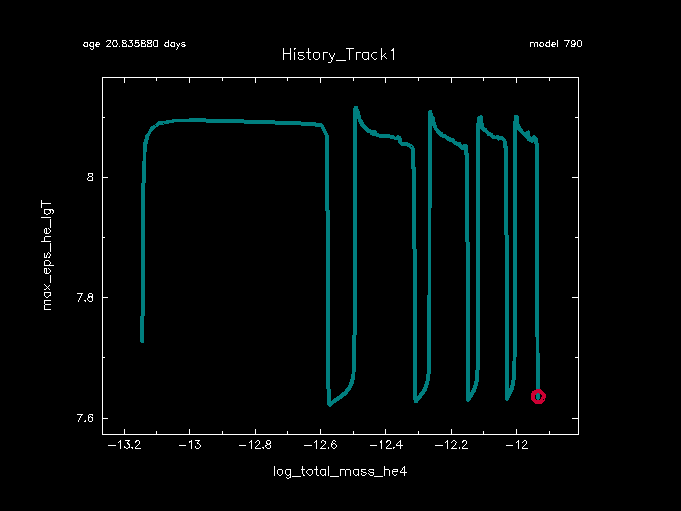 age 20.835880 days
model 790
History_Track1
max_eps_he_lgT
8
7.8
7.6
−13.2
−13
−12.8
−12.6
−12.4
−12.2
−12
log_total_mass_he4